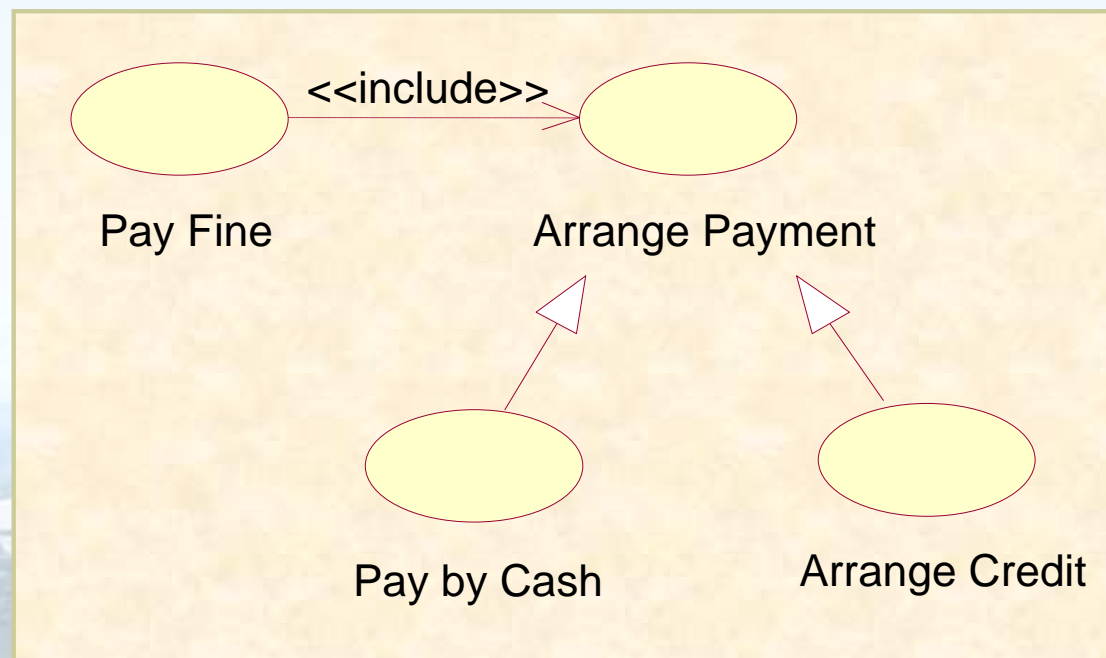 <<include>>
Pay Fine
Arrange Payment
Pay by Cash
Arrange Credit